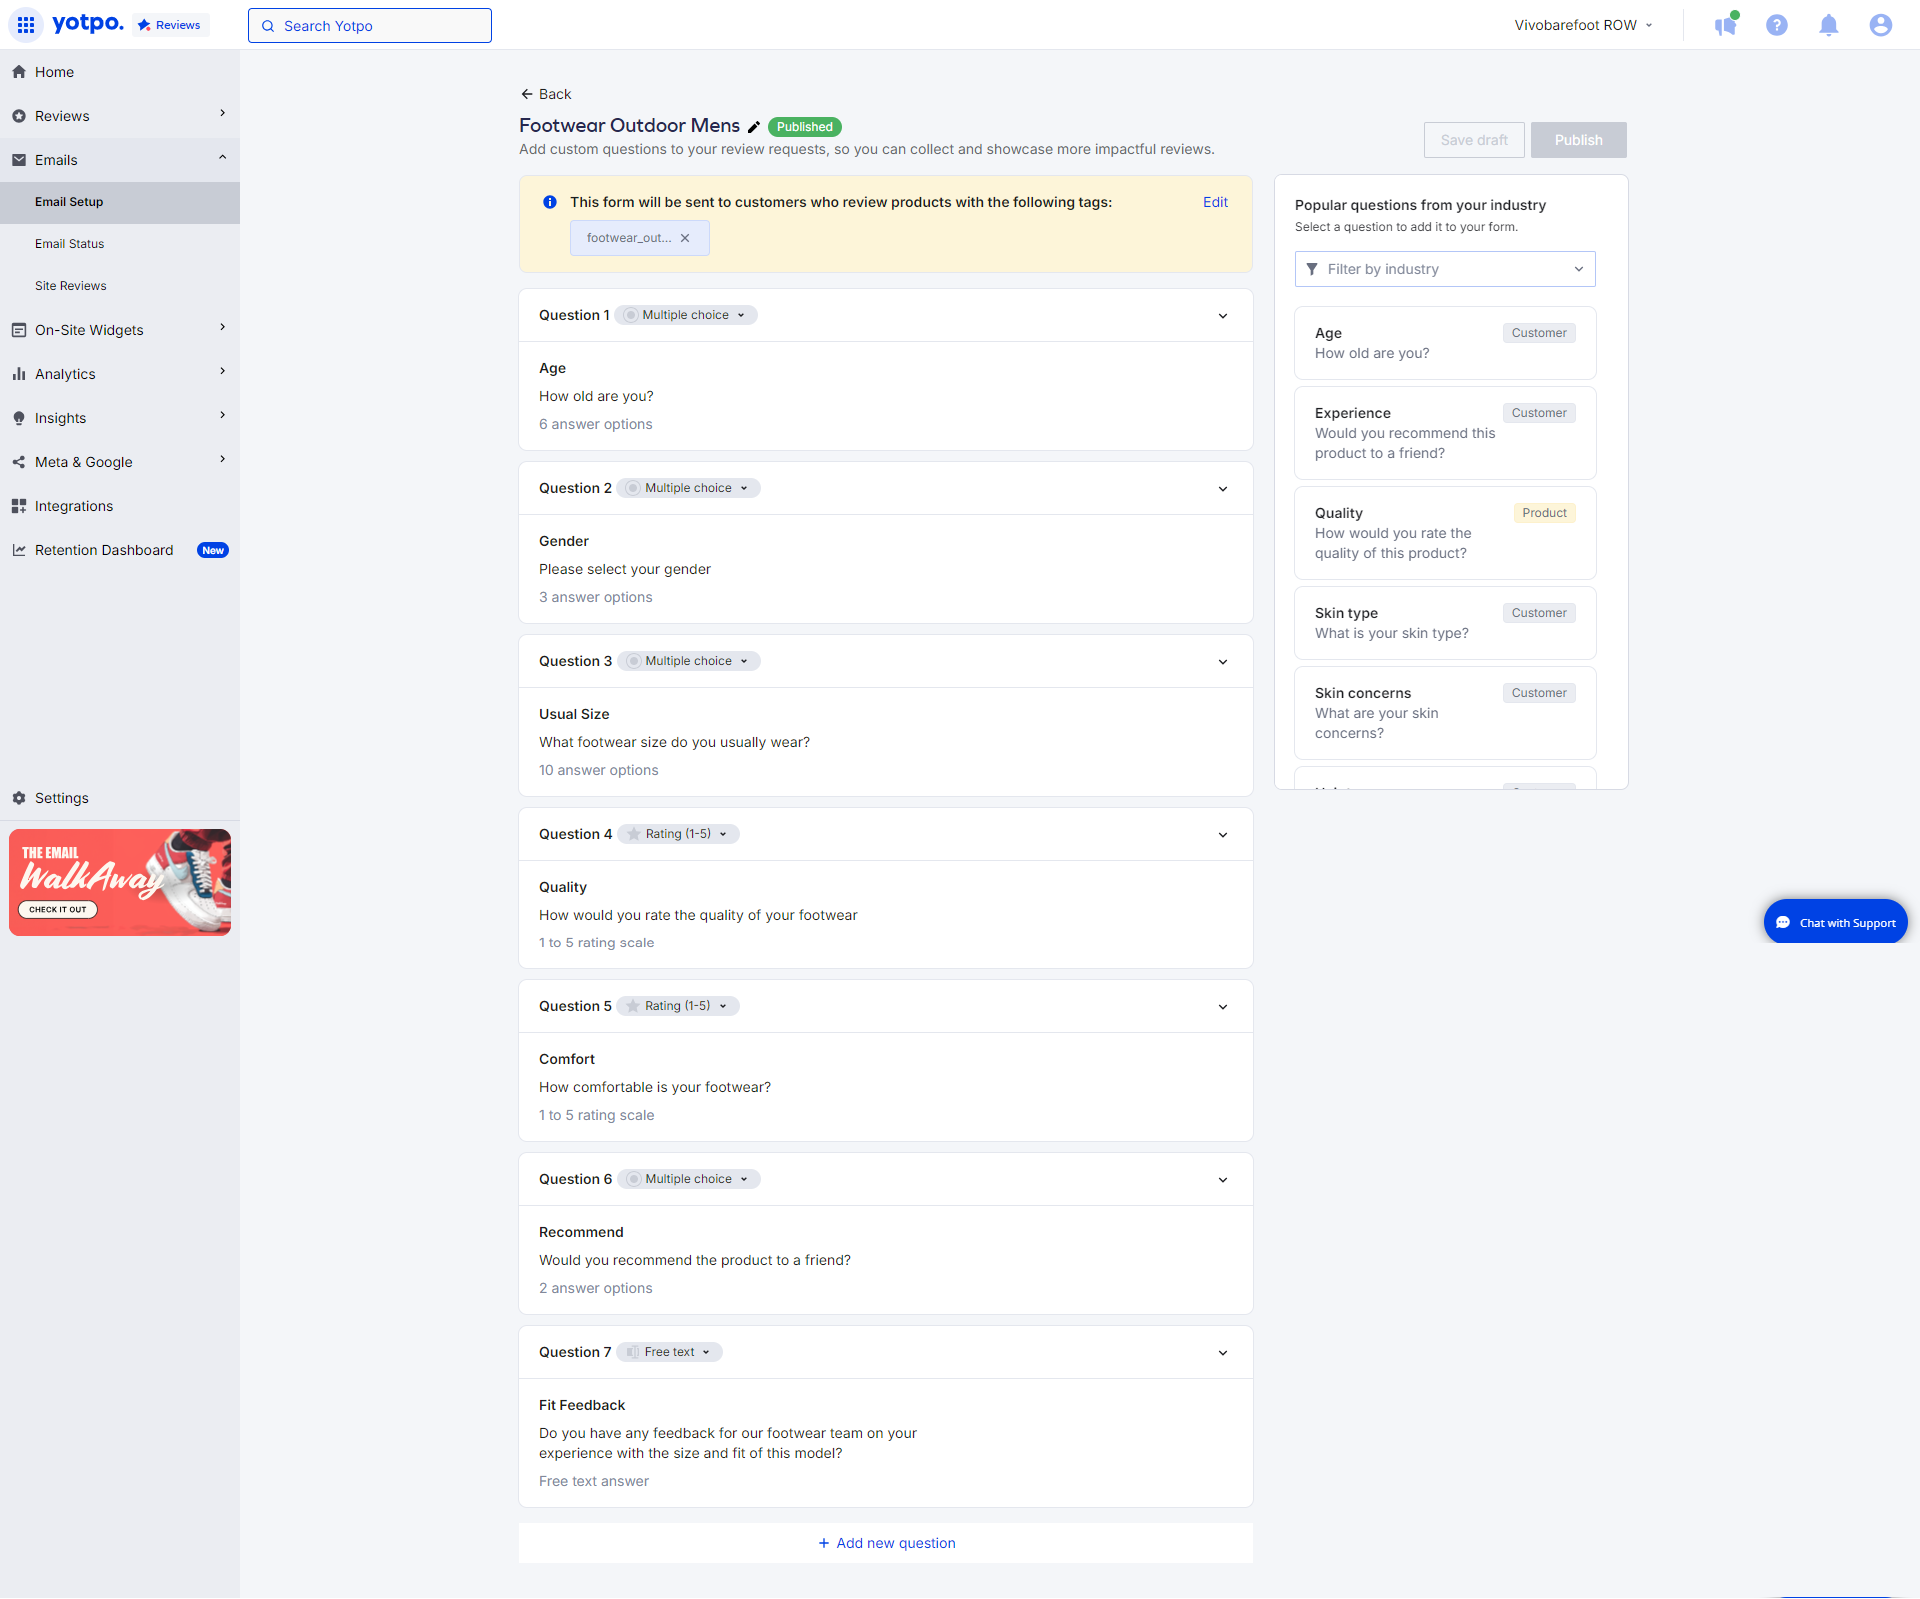 yotpo.
Reviews
Search Yotpo
Vivobarefoot ROW
Home
Reviews
Emails
Email Setup
Email Status
Site Reviews
On-Site Widgets
Analytics
Insights
Meta & Google
Integrations
Retention Dashboard New
Settings
THE EMAIL
WalkAway
CHECK IT OUT
Back
Footwear Outdoor Mens Published
Add custom questions to your review requests, so you can collect and showcase more impactful reviews.
Save draft
Publish
This form will be sent to customers who review products with the following tags:
Edit
footwear_out...
Question 1 Multiple choice
Age
How old are you?
6 answer options
Question 2 Multiple choice
Gender
Please select your gender
3 answer options
Question 3 Multiple choice
Usual Size
What footwear size do you usually wear?
10 answer options
Question 4 Rating (1-5)
Quality
How would you rate the quality of your footwear
1 to 5 rating scale
Question 5 Rating (1-5)
Comfort
How comfortable is your footwear?
1 to 5 rating scale
Question 6 Multiple choice
Recommend
Would you recommend the product to a friend?
2 answer options
Question 7 Free text
Fit Feedback
Do you have any feedback for our footwear team on your
experience with the size and fit of this model?
Free text answer
+ Add new question
Popular questions from your industry
Select a question to add it to your form.
Filter by industry
Age Customer
How old are you?
Experience Customer
Would you recommend this
product to a friend?
Quality Product
How would you rate the
quality of this product?
Skin type Customer
What is your skin type?
Skin concerns Customer
What are your skin
concerns?
Chat with Support